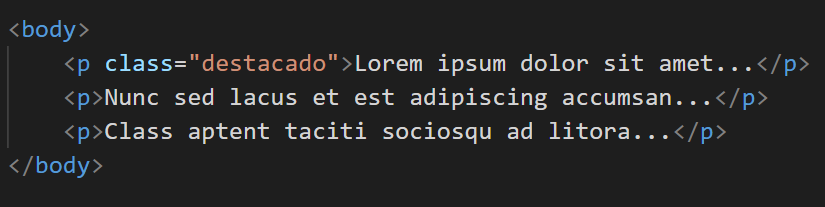 <body>
<p class="destacado">Lorem ipsum dolor sit amet...</p>
<p>Nunc sed lacus et est adipiscing accumsan...</p>
<p>Class aptent taciti sociosqu ad litora...</p>
</body>